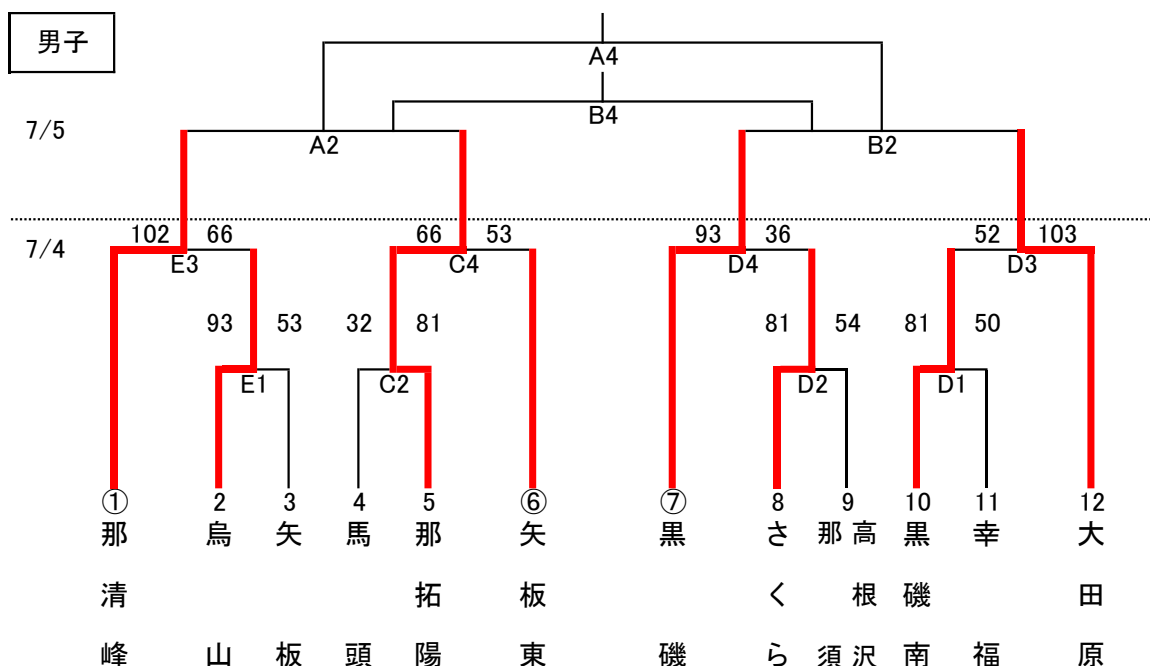 男子
A4
B4
7/5
A2
B2
102 66 66 53 93 36 52 103
7/4
E3 C4 D4 D3
93 53 32 81 81 54 81 50
E1 C2 D2 D1
① 2 3 4 5 ⑥ ⑦ 8 9 10 11 12
那清峰
烏山
矢板
馬頭
那拓陽
矢板東
黒磯
さくら
那須
高根沢
黒磯南
幸福
大田原